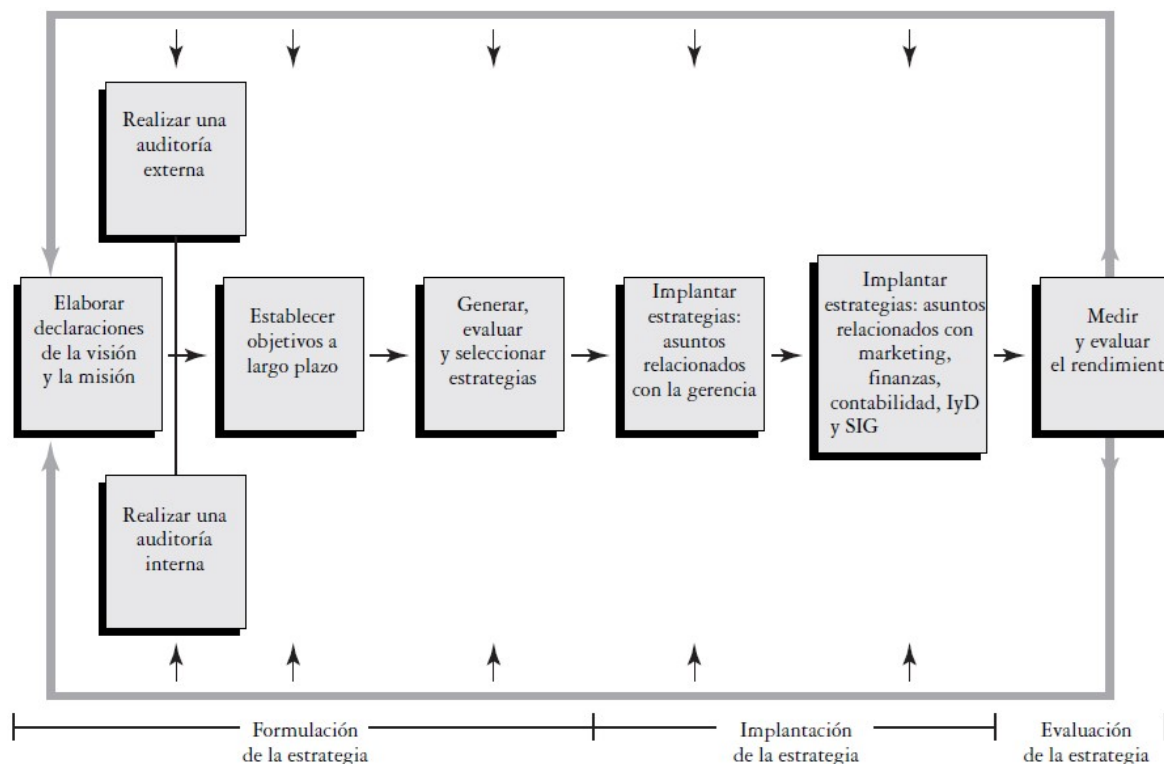 Realizar una
auditoría
externa
Elaborar
declaraciones
de la visión
y la misión
Establecer
objetivos a
largo plazo
Generar,
evaluar
y seleccionar
estrategias
Implantar
estrategias:
asuntos
relacionados
con la gerencia
Implantar
estrategias: asuntos
relacionados con
marketing,
finanzas,
contabilidad, IyD
y SIG
Medir
y evaluar
el rendimient
Realizar una
auditoría
interna
Formulación
de la estrategia
Implantación
de la estrategia
Evaluación
de la estrategia